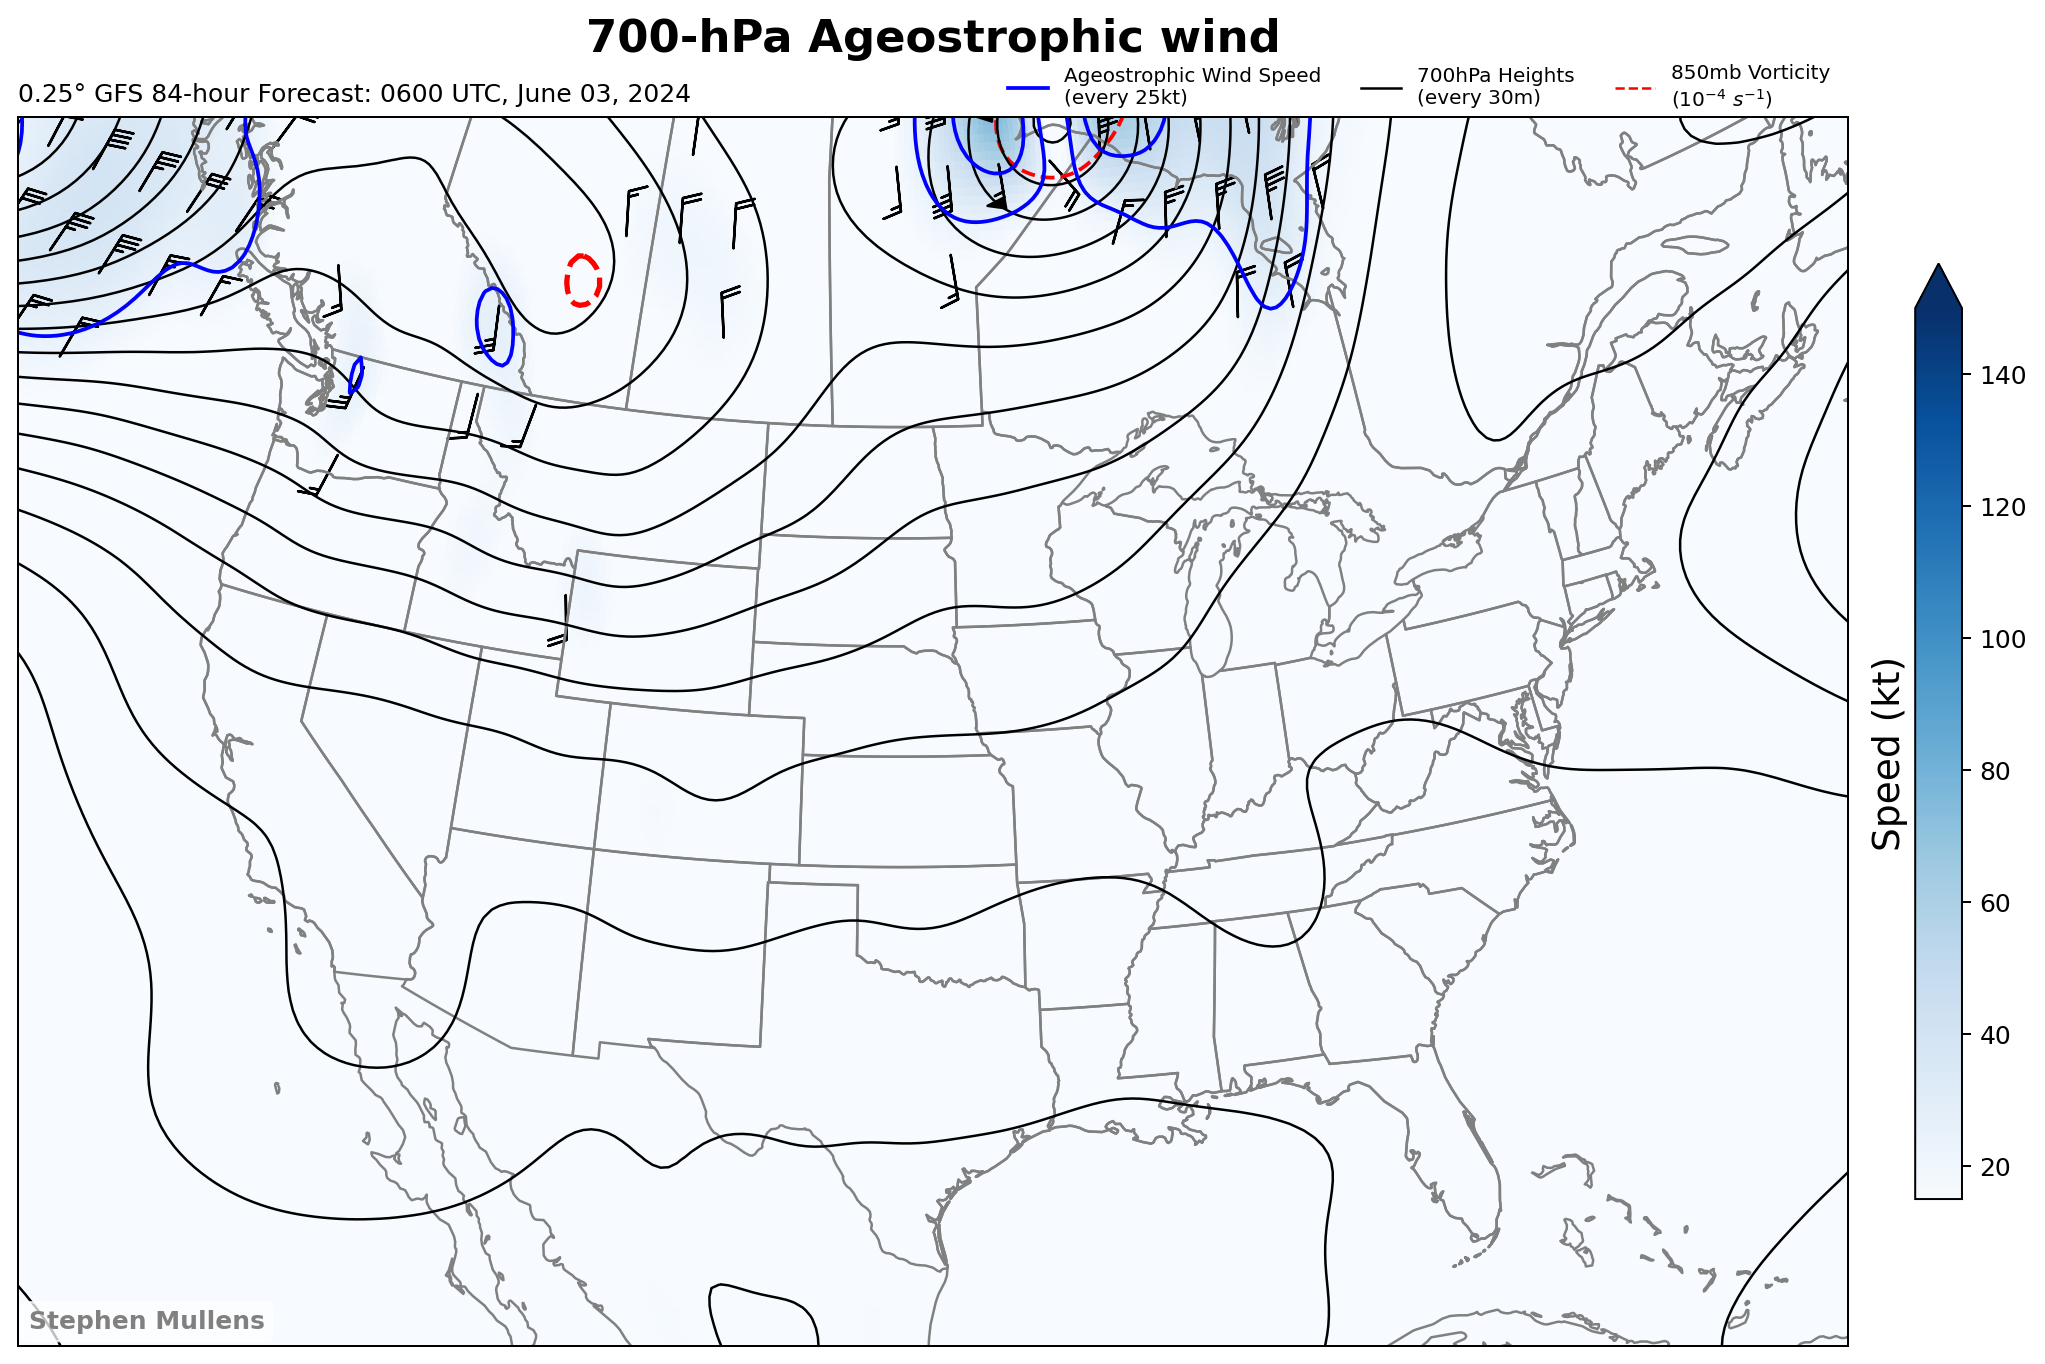 700-hPa Ageostrophic wind
0.25° GFS 84-hour Forecast: 0600 UTC, June 03, 2024
Ageostrophic Wind Speed
(every 25kt)
700hPa Heights
(every 30m)
850mb Vorticity
(10⁻⁴ s⁻¹)
140
120
100
80
60
40
20
Speed (kt)
Stephen Mullens